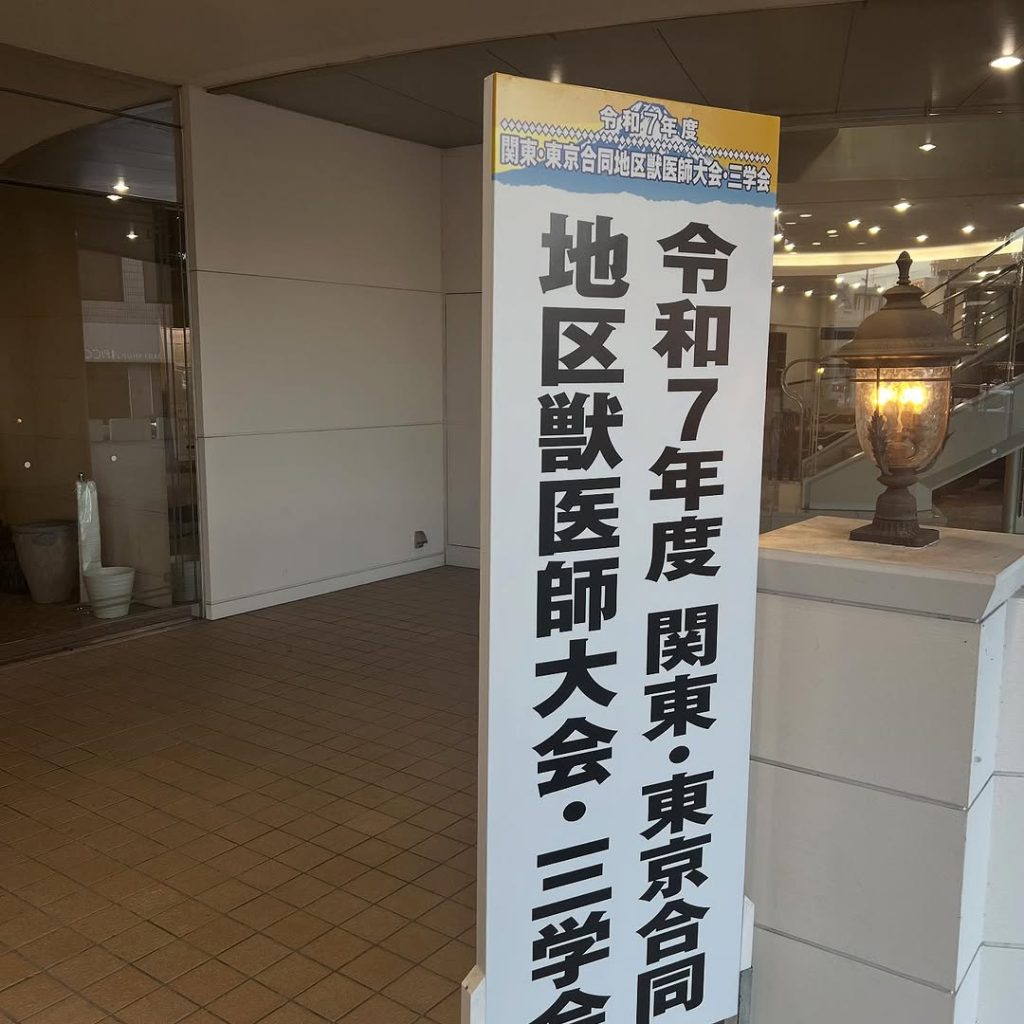 令和7年度
関東・東京合同地区獣医師大会・三学会
令和7年度 関東・東京合同
地区獣医師大会・三学会